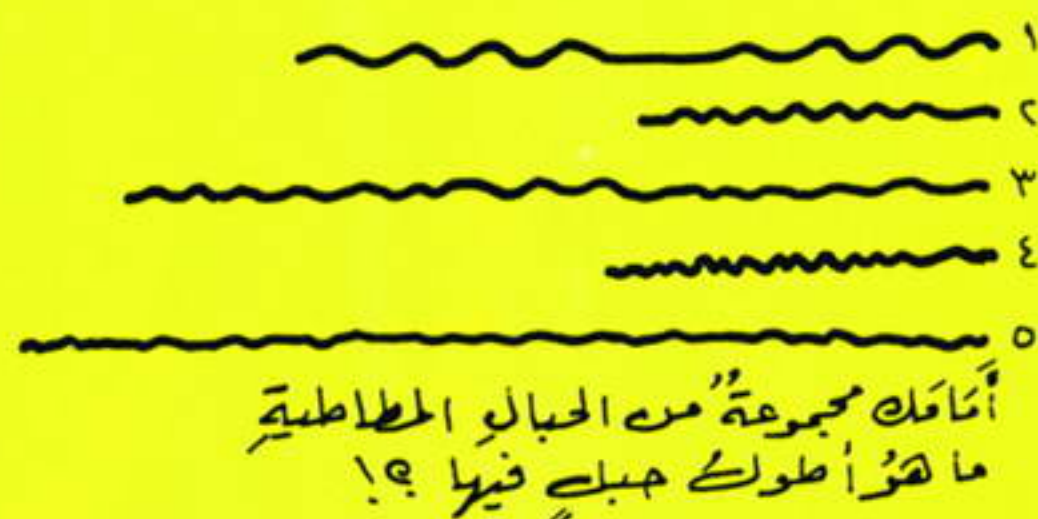 ١
٢
٣
٤
٥
أَمَامَك مجموعةٌ من الحبالِ المطاطيةِ
ما هوَ أطولُ حبلٍ فيها ؟!